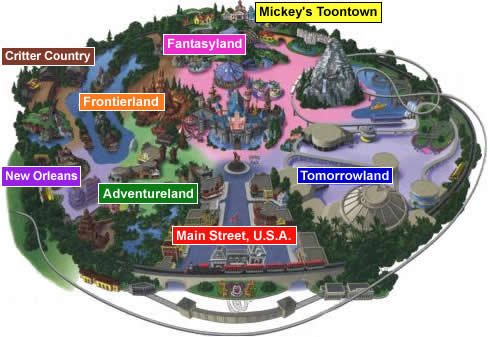 Mickey's Toontown
Fantasyland
Critter Country
Frontierland
New Orleans
Adventureland
Tomorrowland
Main Street, U.S.A.